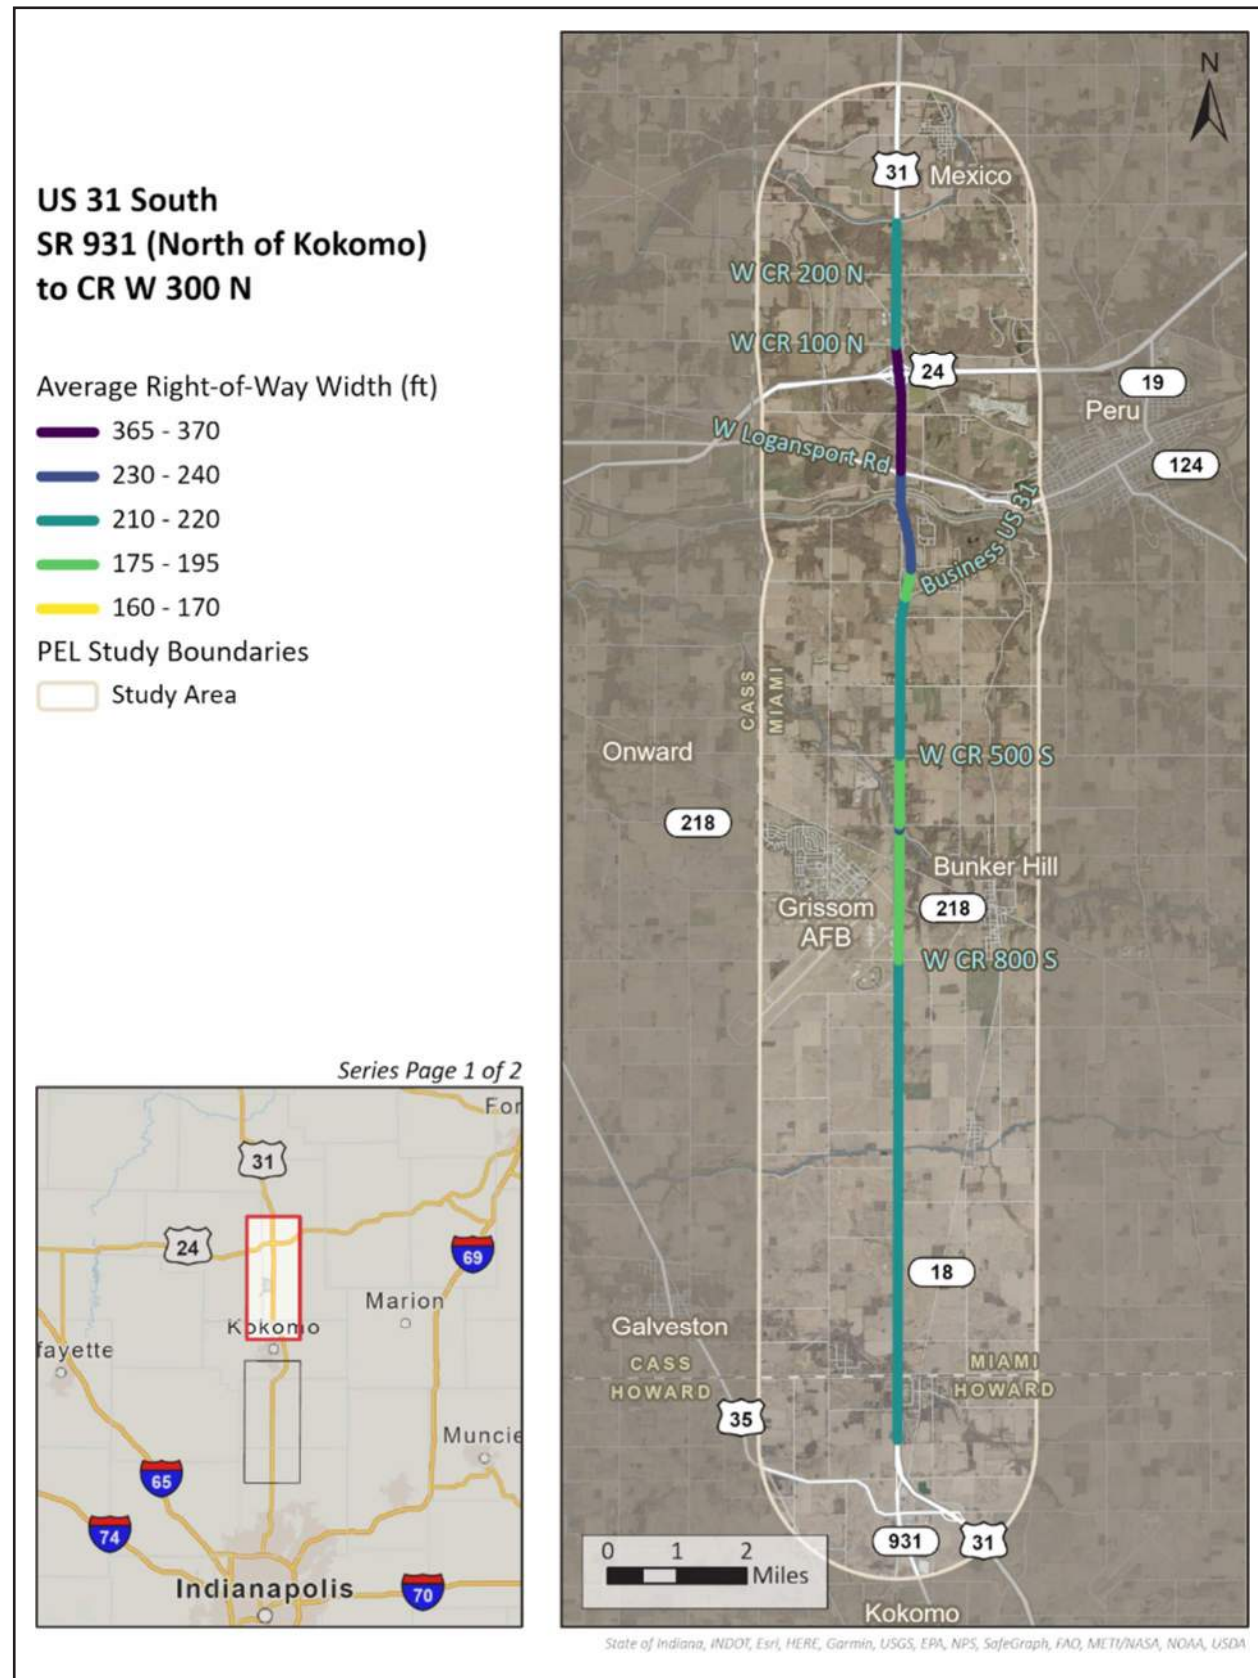 US 31 South
SR 931 (North of Kokomo)
to CR W 300 N
Average Right-of-Way Width (ft)
365 - 370
230 - 240
210 - 220
175 - 195
160 - 170
PEL Study Boundaries
Study Area
Series Page 1 of 2
For
31
24
69
Marion
Kokomo
fayette
Muncie
65
74
Indianapolis
70
N
31
Mexico
W CR 200 N
W CR 100 N
24
19
Peru
W Logansport Rd
124
Business US 31
CASS
MIAMI
Onward
W CR 500 S
218
Bunker Hill
Grissom
AFB
218
W CR 800 S
18
Galveston
CASS
HOWARD
MIAMI
HOWARD
35
931
31
0 1 2
Miles
Kokomo
State of Indiana, INDOT, Esri, HERE, Garmin, USGS, EPA, NPS, SafeGraph, FAO, METI/NASA, NOAA, USDA